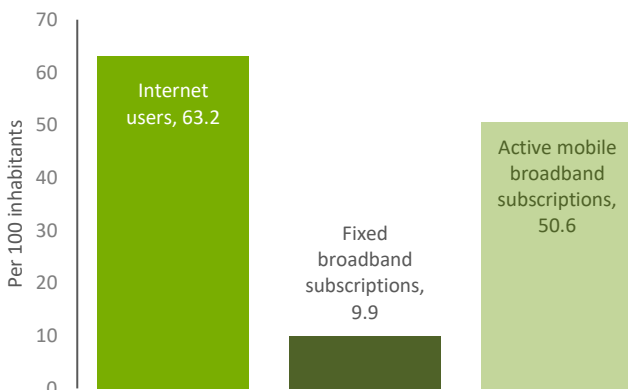 70
60
50
40
30
20
10
0
Per 100 inhabitants
Internet
users, 63.2
Fixed
broadband
subscriptions,
9.9
Active mobile
broadband
subscriptions,
50.6